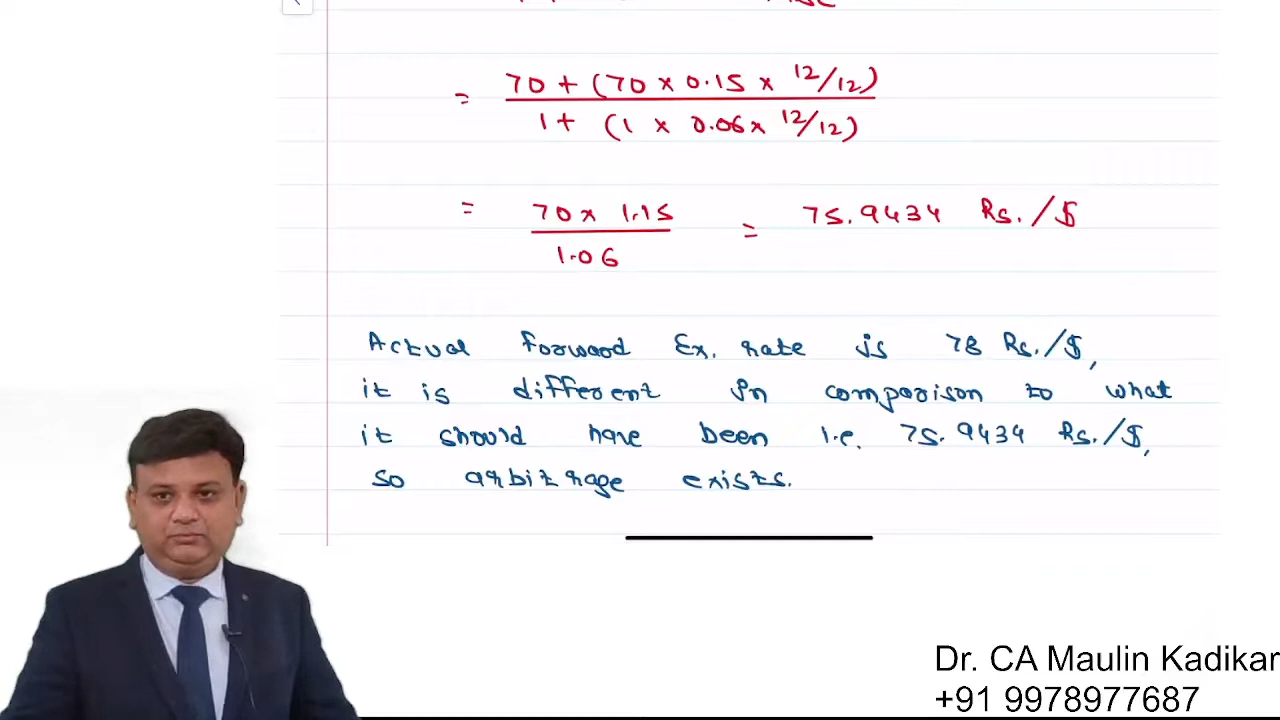 = 70 + (70 × 0.15 × 12/12)
1 + (1 × 0.06 × 12/12)
= 70 × 1.15 = 75.9434 Rs./$
1.06
Actual forward Ex. rate is 78 Rs./$,
it is different in comparison to what
it should have been i.e. 75.9434 Rs./$,
so arbitrage exists.
Dr. CA Maulin Kadikar
+91 9978977687